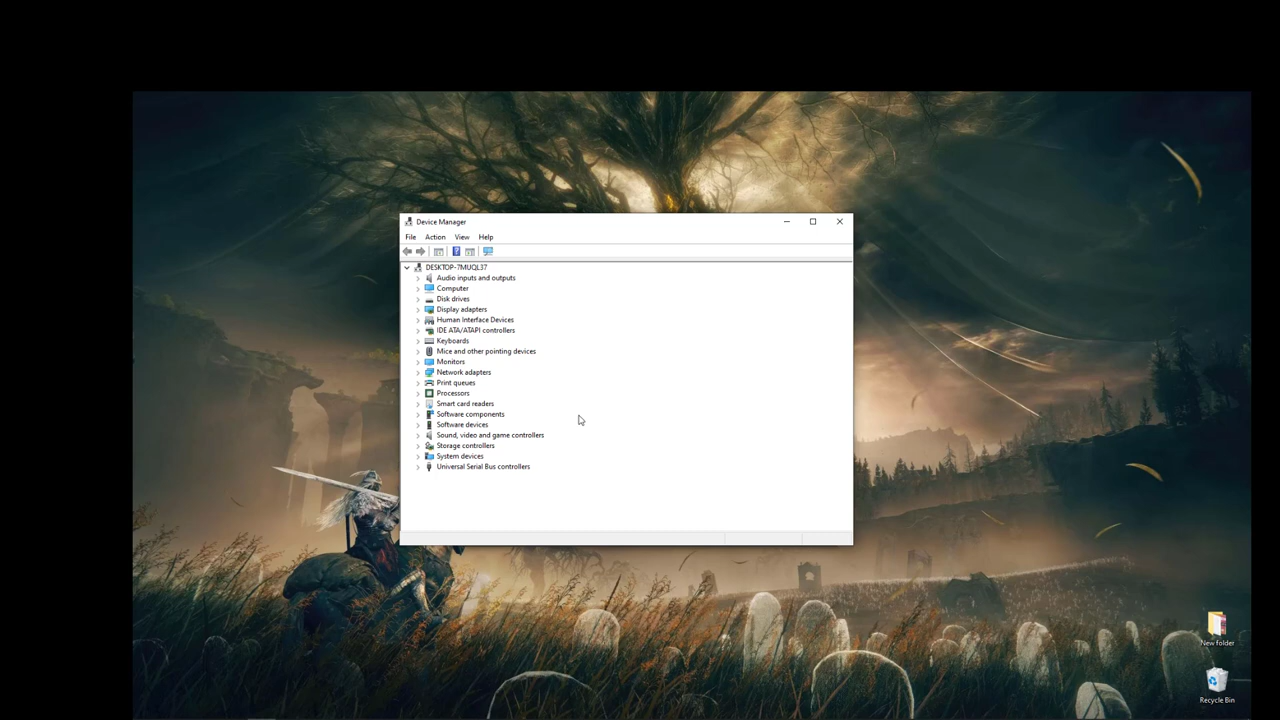 Device Manager
File Action View Help
DESKTOP-7MUQL37
Audio inputs and outputs
Computer
Disk drives
Display adapters
Human Interface Devices
IDE ATA/ATAPI controllers
Keyboards
Mice and other pointing devices
Monitors
Network adapters
Print queues
Processors
Smart card readers
Software components
Software devices
Sound, video and game controllers
Storage controllers
System devices
Universal Serial Bus controllers
New folder
Recycle Bin